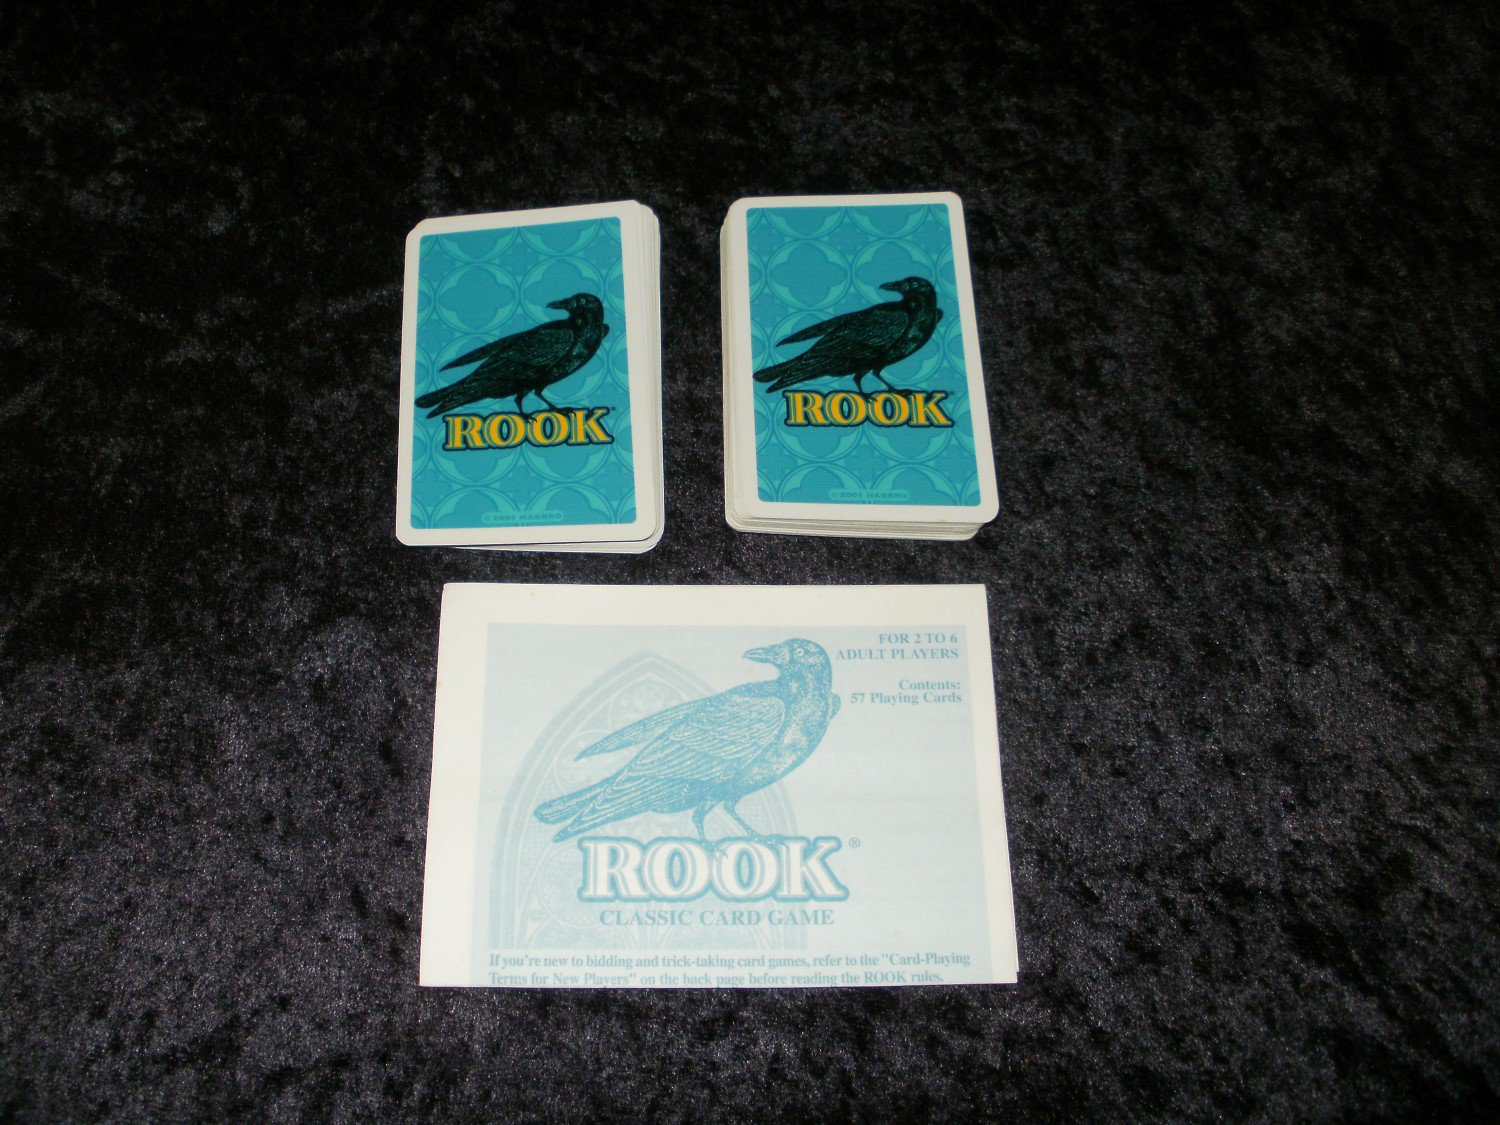 ROOK
© 2001 HASBRO
ROOK
© 2001 HASBRO
FOR 2 TO 6
ADULT PLAYERS
Contents:
57 Playing Cards
ROOK®
CLASSIC CARD GAME
If you're new to bidding and trick-taking card games, refer to the "Card-Playing
Terms for New Players" on the back page before reading the ROOK rules.